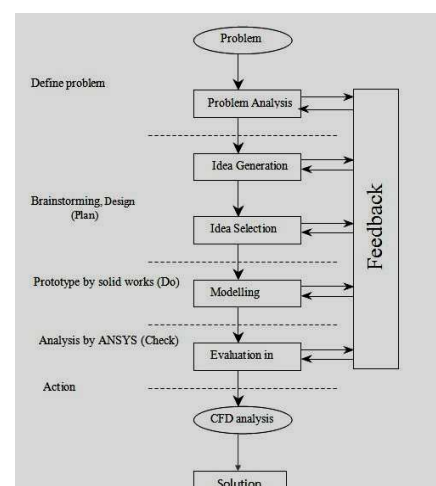 Problem
Define problem
Problem Analysis
Idea Generation
Brainstorming, Design
(Plan)
Idea Selection
Feedback
Prototype by solid works (Do)
Modelling
Analysis by ANSYS (Check)
Evaluation in
Action
CFD analysis
Solution